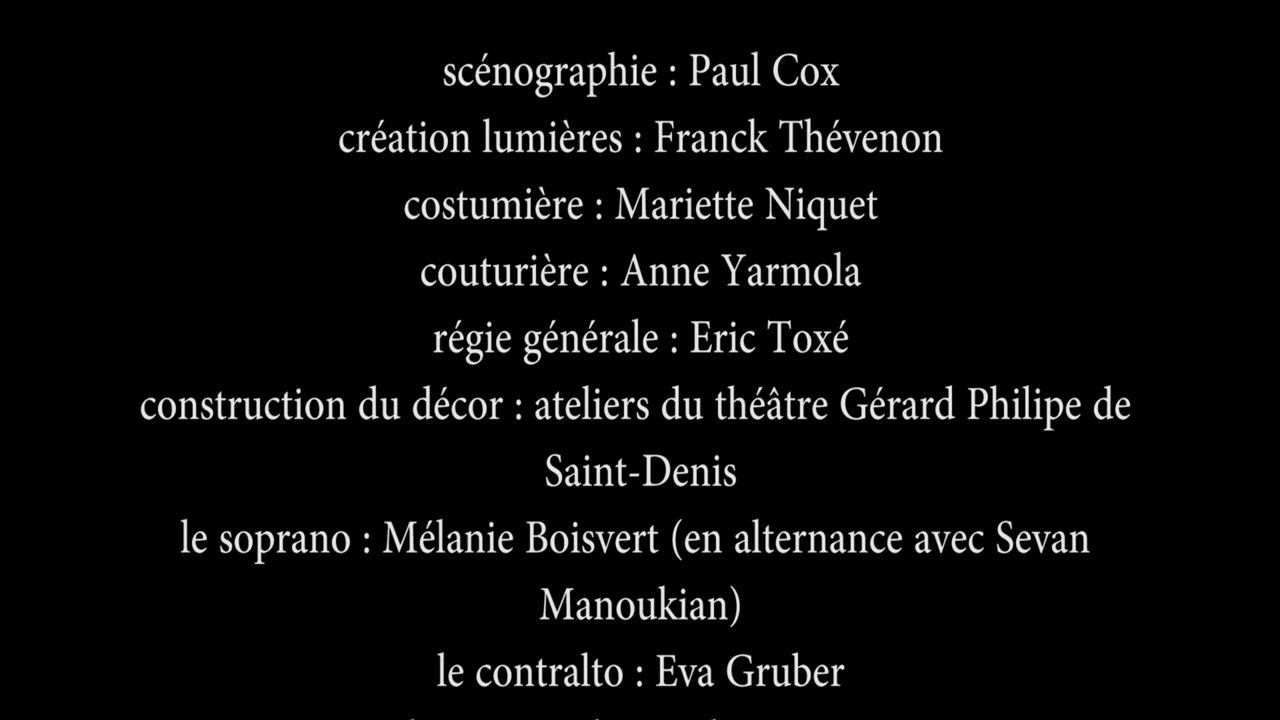 scénographie : Paul Cox
création lumières : Franck Thévenon
costumière : Mariette Niquet
couturière : Anne Yarmola
régie générale : Eric Toxé
construction du décor : ateliers du théâtre Gérard Philipe de
Saint-Denis
le soprano : Mélanie Boisvert (en alternance avec Sevan
Manoukian)
le contralto : Eva Gruber